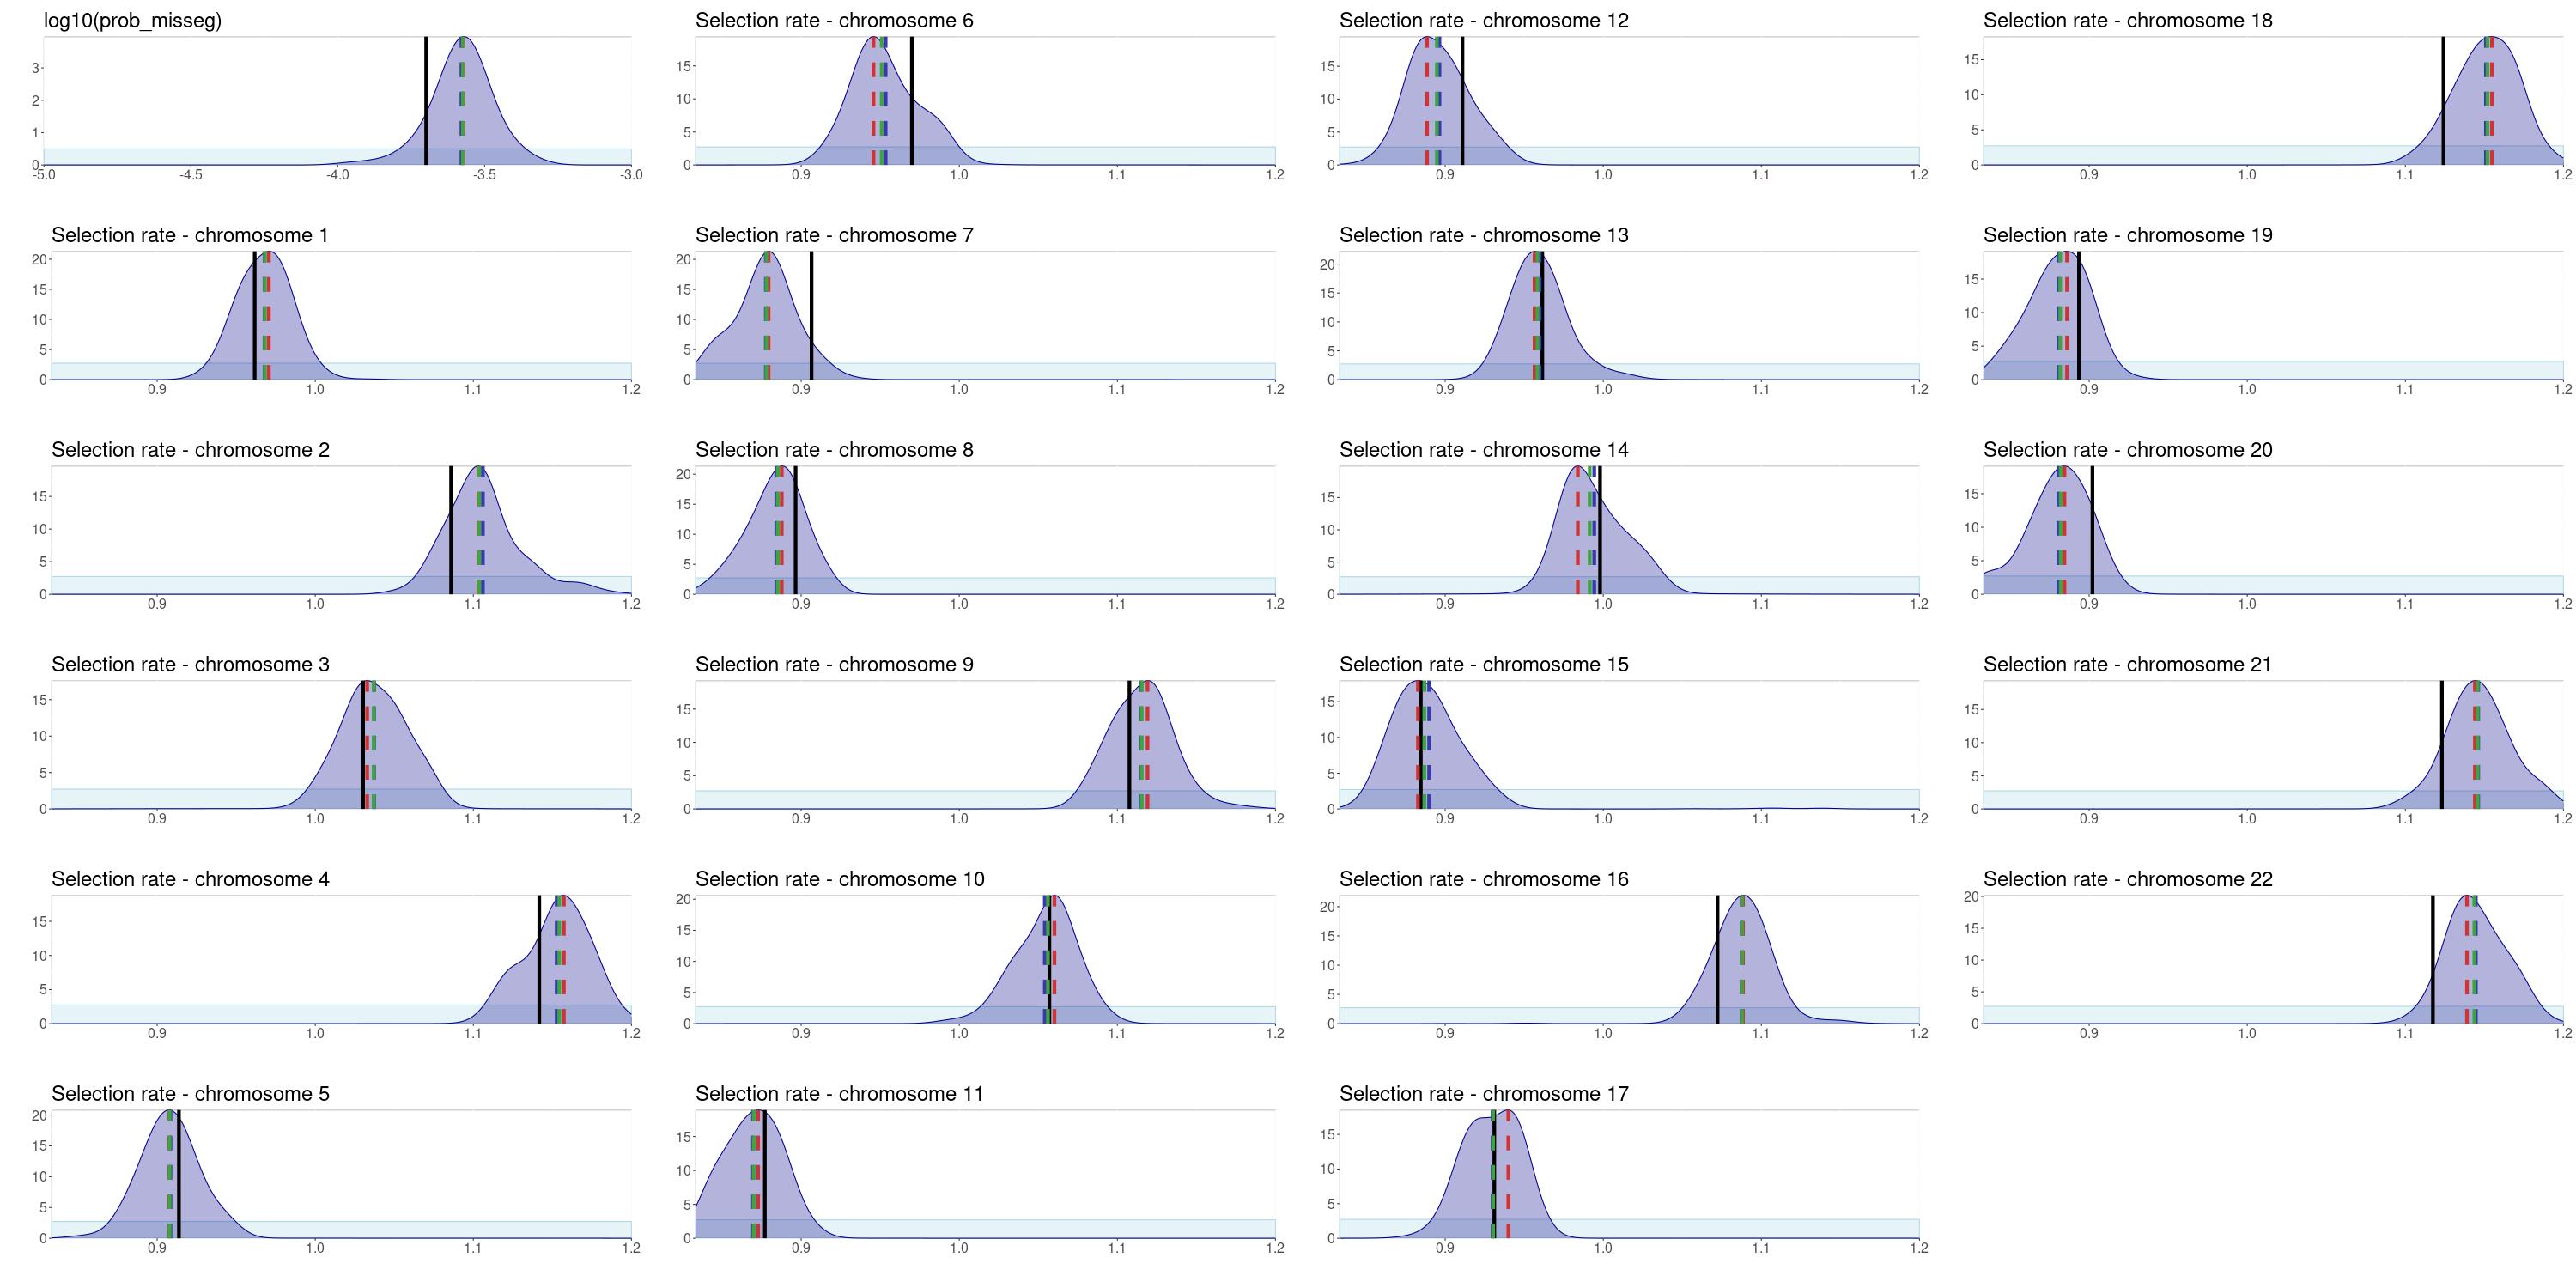 log10(prob_misseg)
3
2
1
0
-5.0 -4.5 -4.0 -3.5 -3.0
Selection rate - chromosome 6
15
10
5
0
0.9 1.0 1.1 1.2
Selection rate - chromosome 12
15
10
5
0
0.9 1.0 1.1 1.2
Selection rate - chromosome 18
15
10
5
0
0.9 1.0 1.1 1.2
Selection rate - chromosome 1
20
15
10
5
0
0.9 1.0 1.1 1.2
Selection rate - chromosome 7
20
15
10
5
0
0.9 1.0 1.1 1.2
Selection rate - chromosome 13
20
15
10
5
0
0.9 1.0 1.1 1.2
Selection rate - chromosome 19
15
10
5
0
0.9 1.0 1.1 1.2
Selection rate - chromosome 2
15
10
5
0
0.9 1.0 1.1 1.2
Selection rate - chromosome 8
20
15
10
5
0
0.9 1.0 1.1 1.2
Selection rate - chromosome 14
15
10
5
0
0.9 1.0 1.1 1.2
Selection rate - chromosome 20
15
10
5
0
0.9 1.0 1.1 1.2
Selection rate - chromosome 3
15
10
5
0
0.9 1.0 1.1 1.2
Selection rate - chromosome 9
15
10
5
0
0.9 1.0 1.1 1.2
Selection rate - chromosome 15
15
10
5
0
0.9 1.0 1.1 1.2
Selection rate - chromosome 21
15
10
5
0
0.9 1.0 1.1 1.2
Selection rate - chromosome 4
15
10
5
0
0.9 1.0 1.1 1.2
Selection rate - chromosome 10
20
15
10
5
0
0.9 1.0 1.1 1.2
Selection rate - chromosome 16
20
15
10
5
0
0.9 1.0 1.1 1.2
Selection rate - chromosome 22
20
15
10
5
0
0.9 1.0 1.1 1.2
Selection rate - chromosome 5
20
15
10
5
0
0.9 1.0 1.1 1.2
Selection rate - chromosome 11
15
10
5
0
0.9 1.0 1.1 1.2
Selection rate - chromosome 17
15
10
5
0
0.9 1.0 1.1 1.2